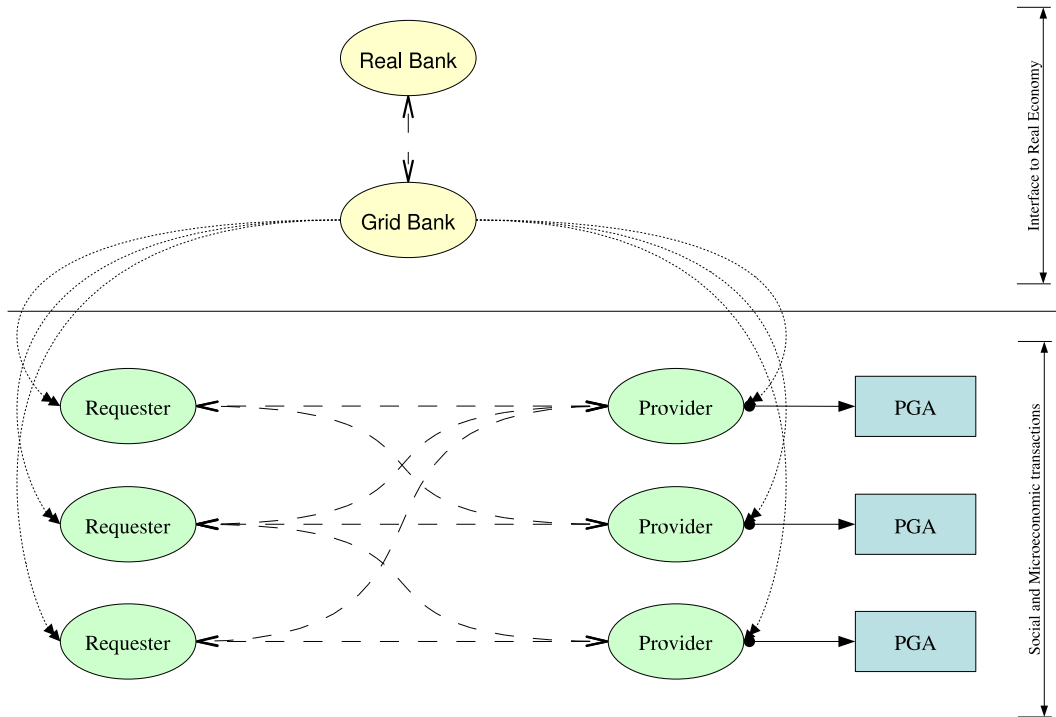 Real Bank
Interface to Real Economy
Grid Bank
Requester
Provider
PGA
Requester
Provider
PGA
Requester
Provider
PGA
Social and Microeconomic transactions